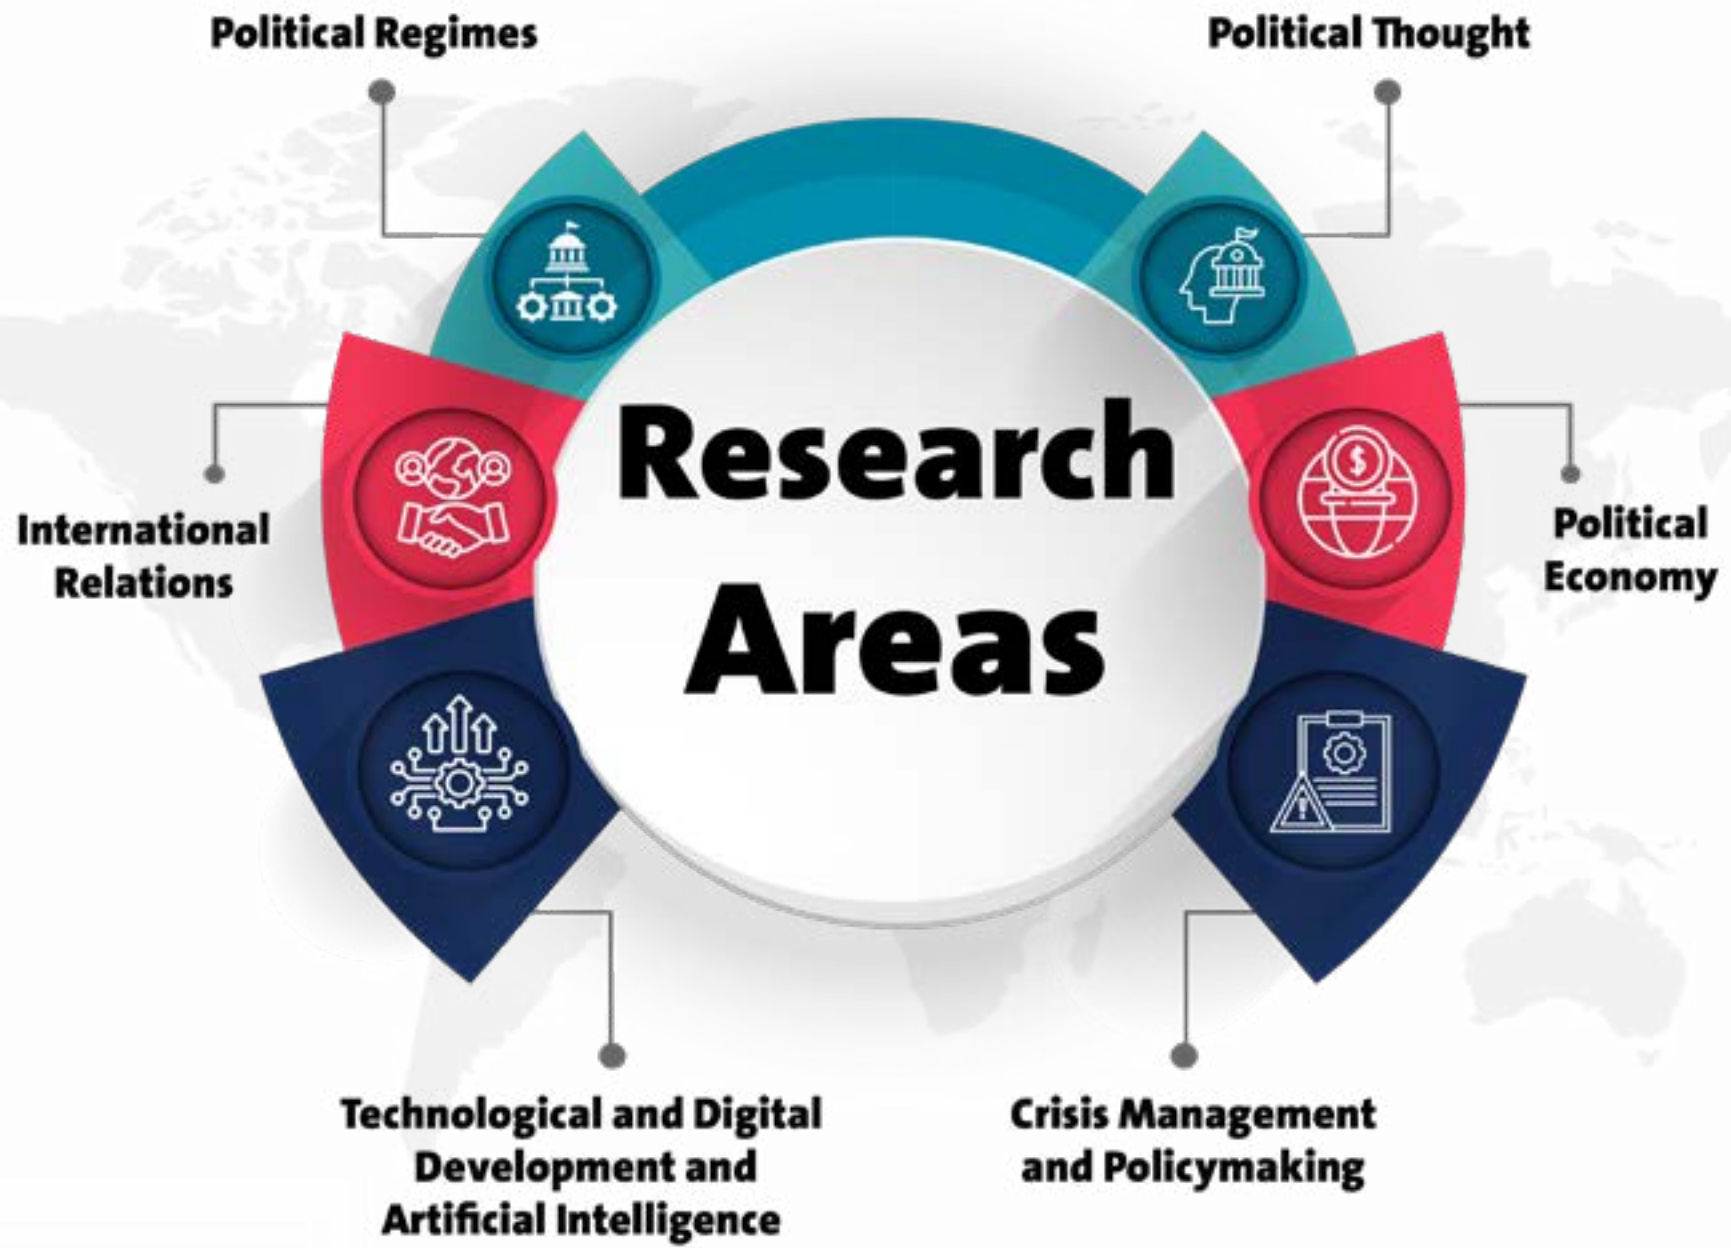 Political Regimes
Political Thought
Research
Areas
International
Relations
Political
Economy
$
Technological and Digital
Development and
Artificial Intelligence
Crisis Management
and Policymaking
!